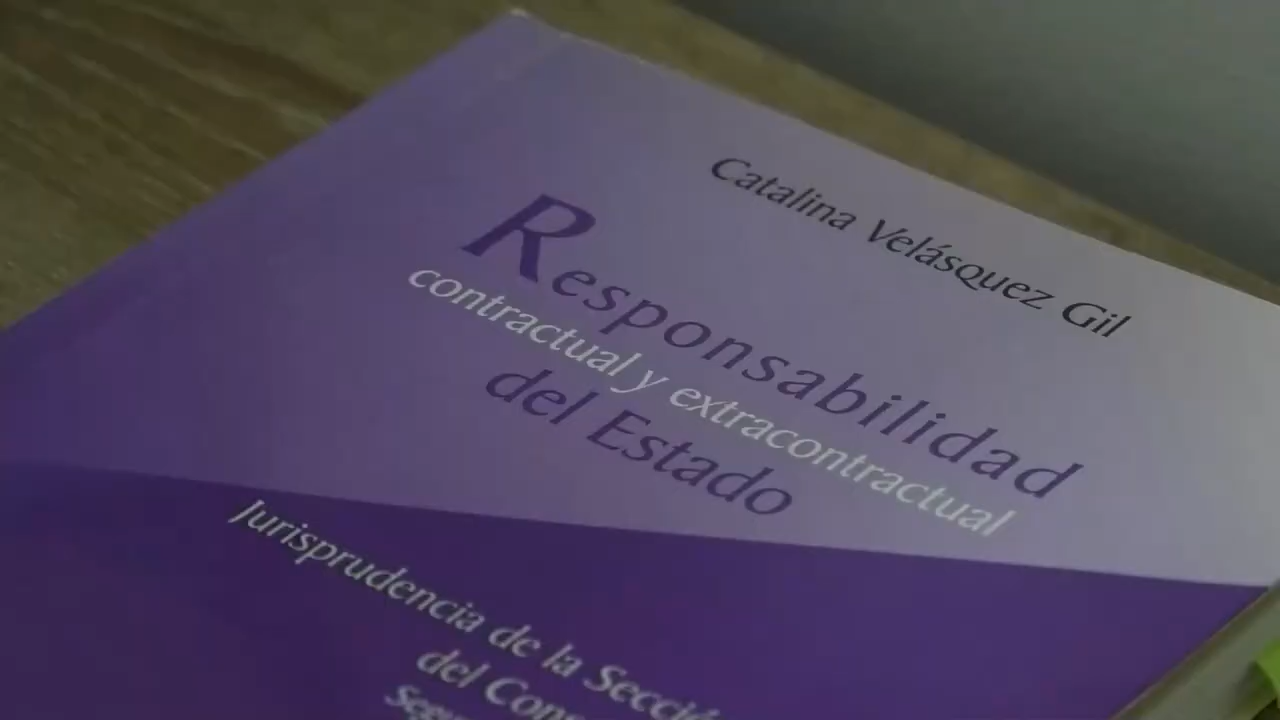 Catalina Velásquez Gil
Responsabilidad
contractual y extracontractual
del Estado
Jurisprudencia de la
del